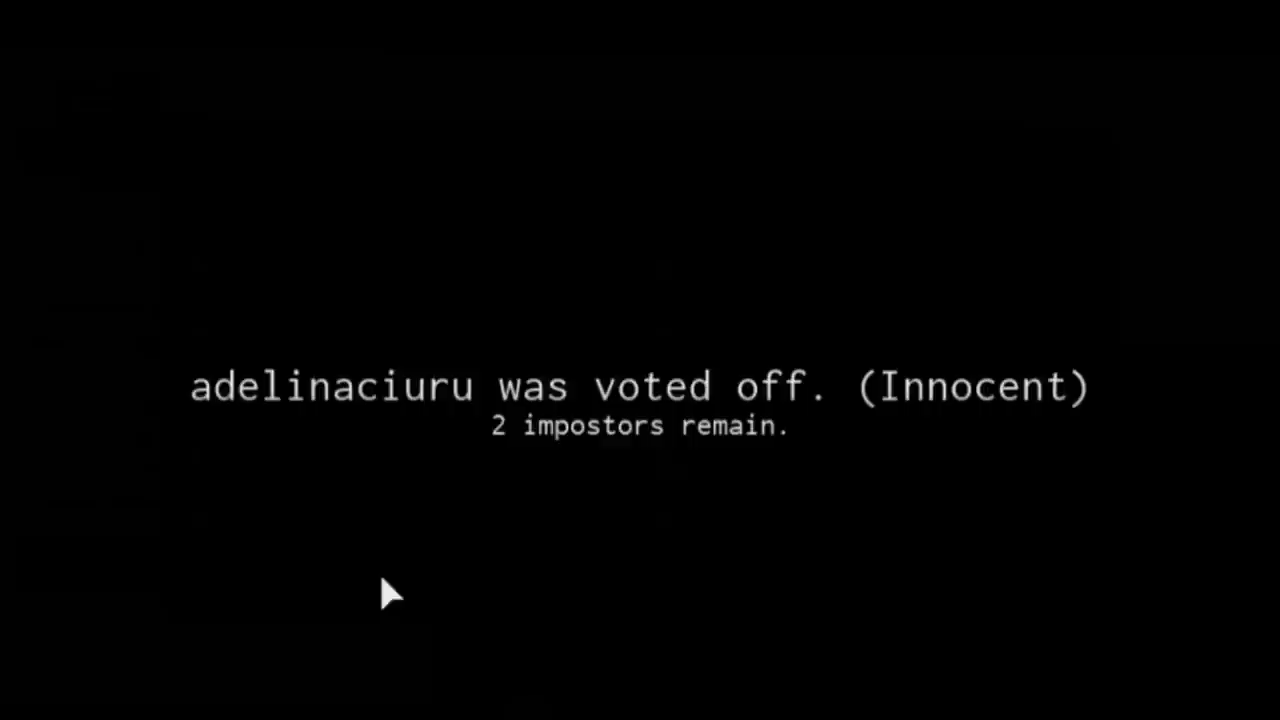 adelinaciuru was voted off. (Innocent)
2 impostors remain.